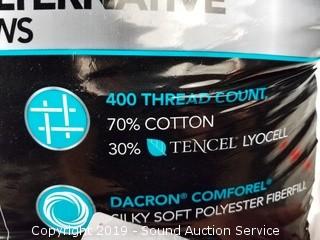 ALTERNATIVE
WS
400 THREAD COUNT
70% COTTON
30% TENCEL® LYOCELL
DACRON® COMFOREL®
SILKY SOFT POLYESTER FIBERFILL
Copyright 2019 - Sound Auction Service